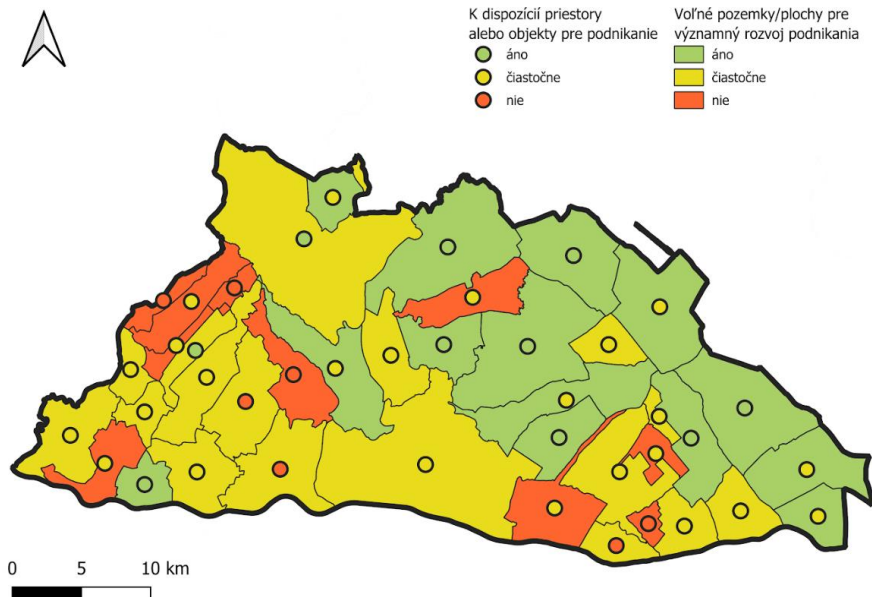 K dispozícií priestory
alebo objekty pre podnikanie
áno
čiastočne
nie
Voľné pozemky/plochy pre
významný rozvoj podnikania
áno
čiastočne
nie
0 5 10 km